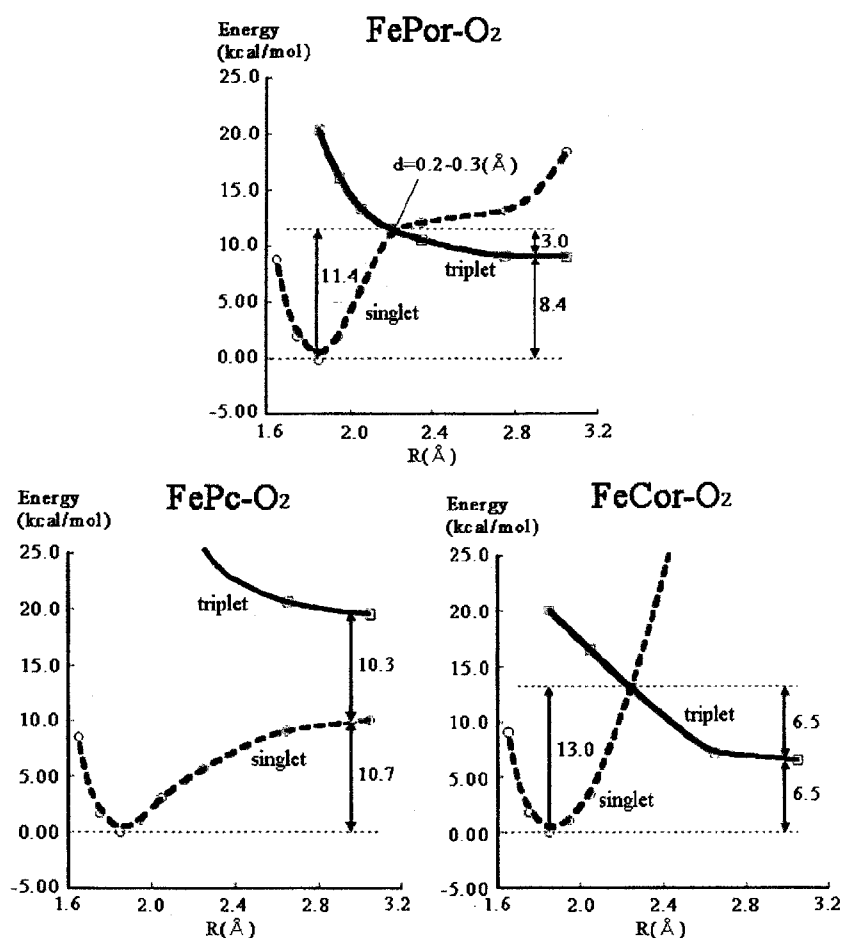 FePor-O2
Energy
(kcal/mol)
25.0
20.0
15.0
10.0
5.00
0.00
-5.00
d=0.2-0.3(Å)
11.4
singlet
triplet
3.0
8.4
1.6 2.0 2.4 2.8 3.2
R(Å)
FePc-O2
Energy
(kcal/mol)
25.0
20.0
15.0
10.0
5.00
0.00
-5.00
triplet
10.3
singlet
10.7
1.6 2.0 2.4 2.8 3.2
R(Å)
FeCor-O2
Energy
(kcal/mol)
25.0
20.0
15.0
10.0
5.00
0.00
-5.00
triplet
6.5
13.0
singlet
6.5
1.6 2.0 2.4 2.8 3.2
R(Å)